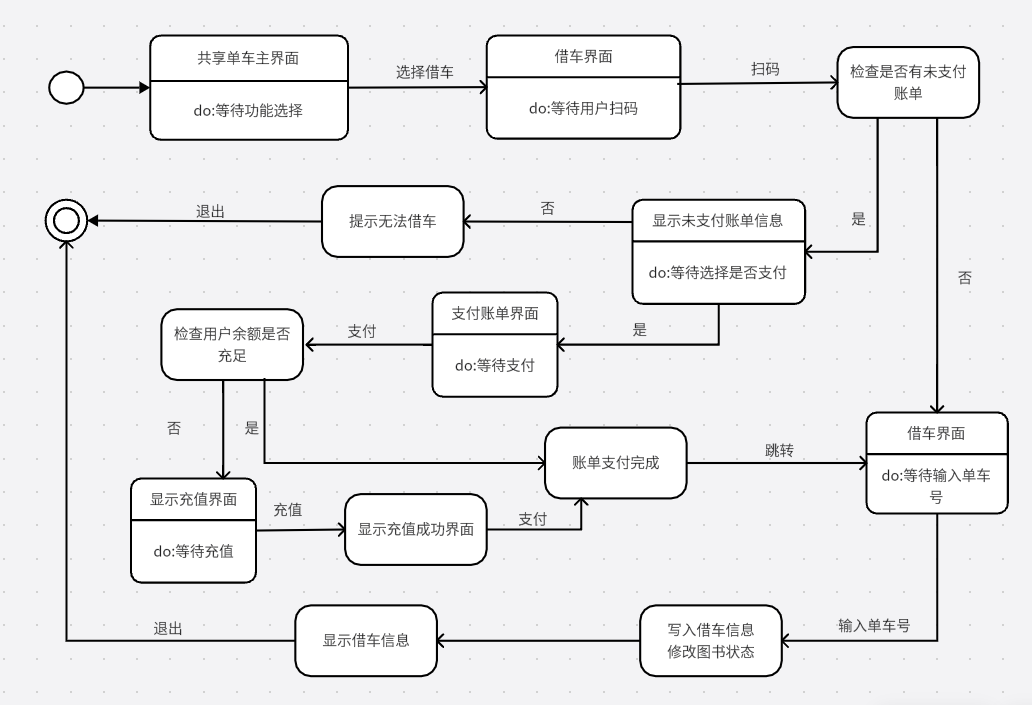 共享单车主界面
do:等待功能选择
选择借车
借车界面
do:等待用户扫码
扫码
检查是否有未支付
账单
退出
提示无法借车
否
显示未支付账单信息
do:等待选择是否支付
是
否
检查用户余额是否
充足
支付
支付账单界面
do:等待支付
是
否
是
账单支付完成
跳转
借车界面
do:等待输入单车
号
显示充值界面
do:等待充值
充值
显示充值成功界面
支付
退出
显示借车信息
写入借车信息
修改图书状态
输入单车号